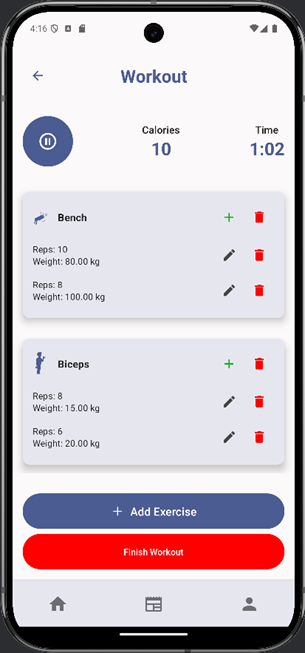 4:16
Workout
Calories
10
Time
1:02
Bench
Reps: 10
Weight: 80.00 kg
Reps: 8
Weight: 100.00 kg
Biceps
Reps: 8
Weight: 15.00 kg
Reps: 6
Weight: 20.00 kg
+ Add Exercise
Finish Workout